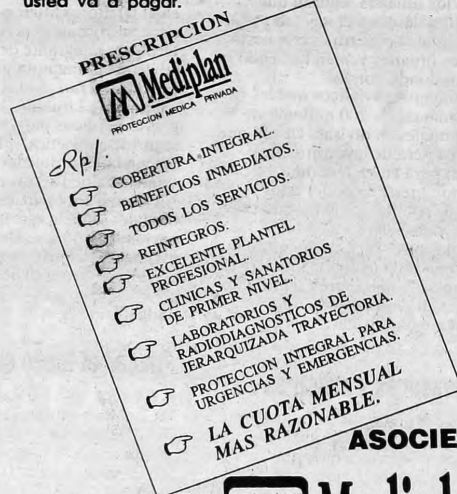 usted va a pagar.
PRESCRIPCION
Mediplan
PROTECCION MEDICA PRIVADA
Rp/.
COBERTURA INTEGRAL.
BENEFICIOS INMEDIATOS.
TODOS LOS SERVICIOS.
REINTEGROS.
EXCELENTE PLANTEL
PROFESIONAL.
CLINICAS Y SANATORIOS
DE PRIMER NIVEL.
LABORATORIOS Y
RADIODIAGNOSTICOS DE
JERARQUIZADA TRAYECTORIA.
PROTECCION INTEGRAL PARA
URGENCIAS Y EMERGENCIAS.
LA CUOTA MENSUAL
MAS RAZONABLE.
ASOCIE